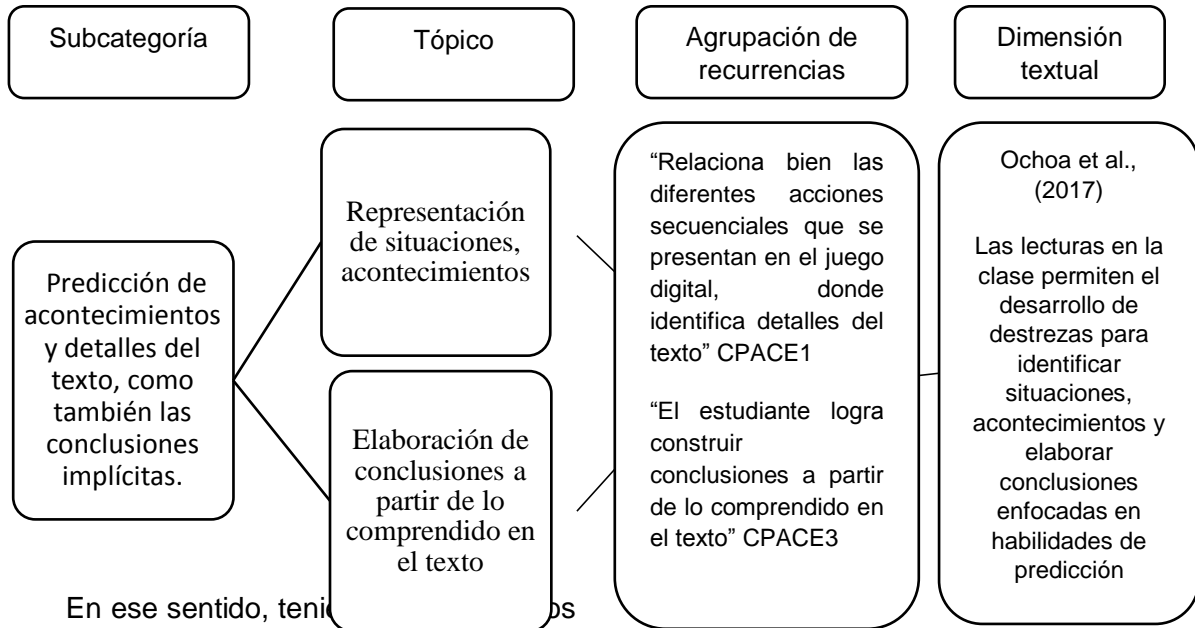 Subcategoría
Tópico
Agrupación de
recurrencias
Dimensión
textual
Predicción de
acontecimientos
y detalles del
texto, como
también las
conclusiones
implícitas.
Representación
de situaciones,
acontecimientos
Elaboración de
conclusiones a
partir de lo
comprendido en
el texto
“Relaciona bien las
diferentes acciones
secuenciales que se
presentan en el juego
digital, donde
identifica detalles del
texto” CPACE1
“El estudiante logra
construir
conclusiones a partir
de lo comprendido en
el texto” CPACE3
Ochoa et al.,
(2017)
Las lecturas en la
clase permiten el
desarrollo de
destrezas para
identificar
situaciones,
acontecimientos y
elaborar
conclusiones
enfocadas en
habilidades de
predicción
En ese sentido,